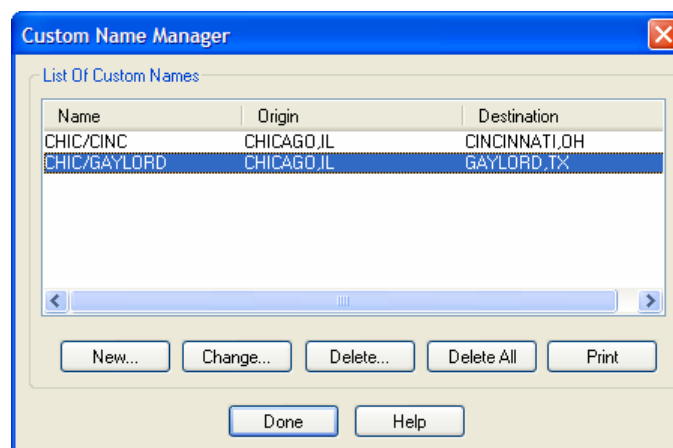 Custom Name Manager
List Of Custom Names
Name Origin Destination
CHIC/CINC CHICAGO,IL CINCINNATI,OH
CHIC/GAYLORD CHICAGO,IL GAYLORD,TX
New... Change... Delete... Delete All Print
Done Help